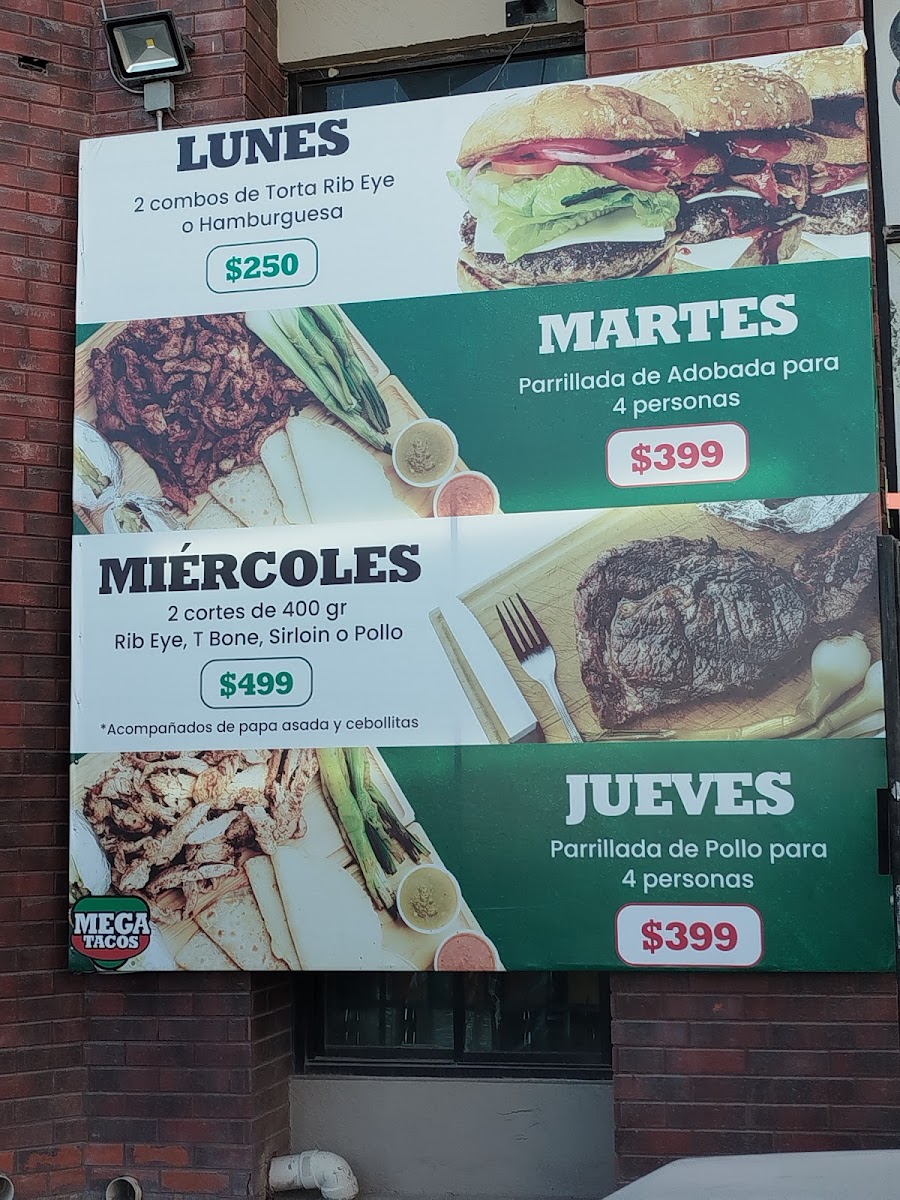 LUNES
2 combos de Torta Rib Eye
o Hamburguesa
$250
MARTES
Parrillada de Adobada para
4 personas
$399
MIÉRCOLES
2 cortes de 400 gr
Rib Eye, T Bone, Sirloin o Pollo
$499
*Acompañados de papa asada y cebollitas
JUEVES
Parrillada de Pollo para
4 personas
$399
MEGA
TACOS